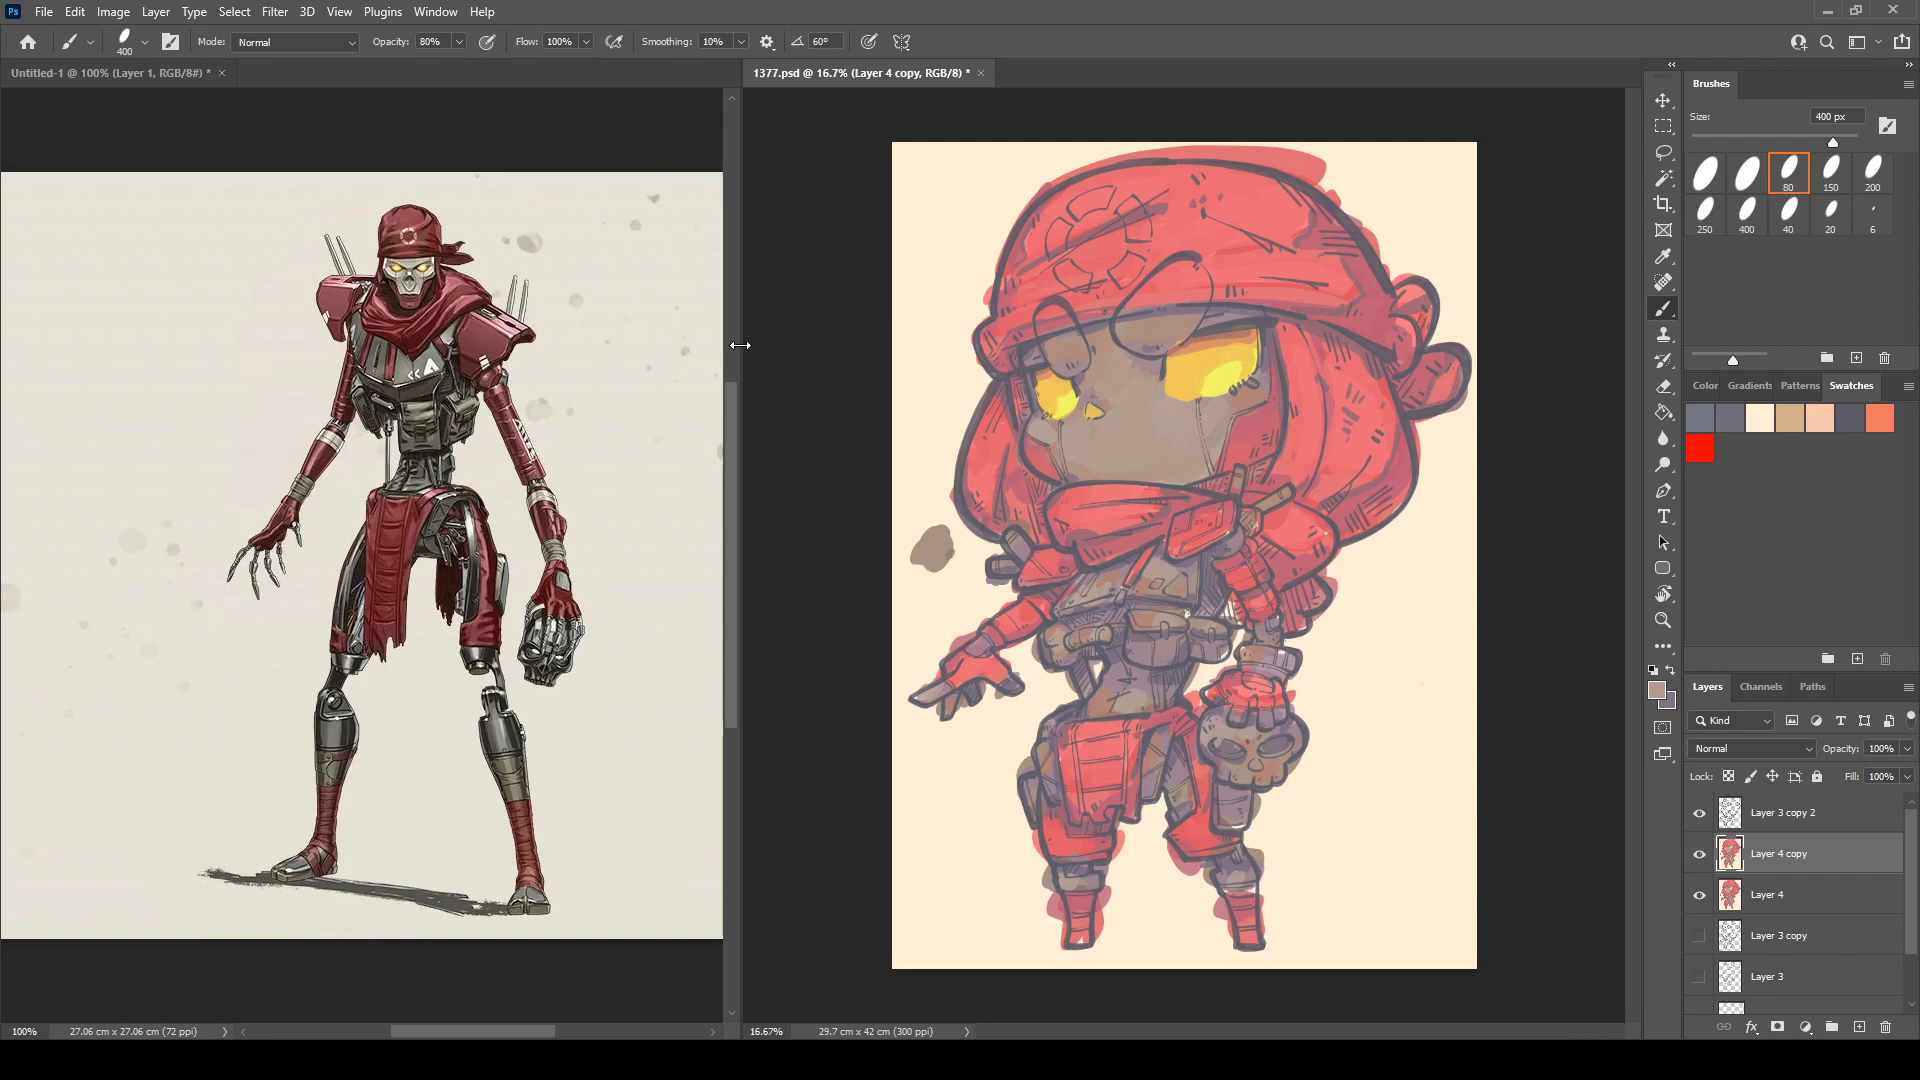 Ps File Edit Image Layer Type Select Filter 3D View Plugins Window Help
400 Mode: Normal Opacity: 80% Flow: 100% Smoothing: 10% 60°
Untitled-1 @ 100% (Layer 1, RGB/8#) *
1377.psd @ 16.7% (Layer 4 copy, RGB/8) *
Brushes
Size: 400 px
80 150 200
250 400 40 20 6
Color Gradients Patterns Swatches
Layers Channels Paths
Kind
Normal Opacity: 100%
Lock: Fill: 100%
Layer 3 copy 2
Layer 4 copy
Layer 4
Layer 3 copy
Layer 3
100% 27.06 cm x 27.06 cm (72 ppi)
16.67% 29.7 cm x 42 cm (300 ppi)